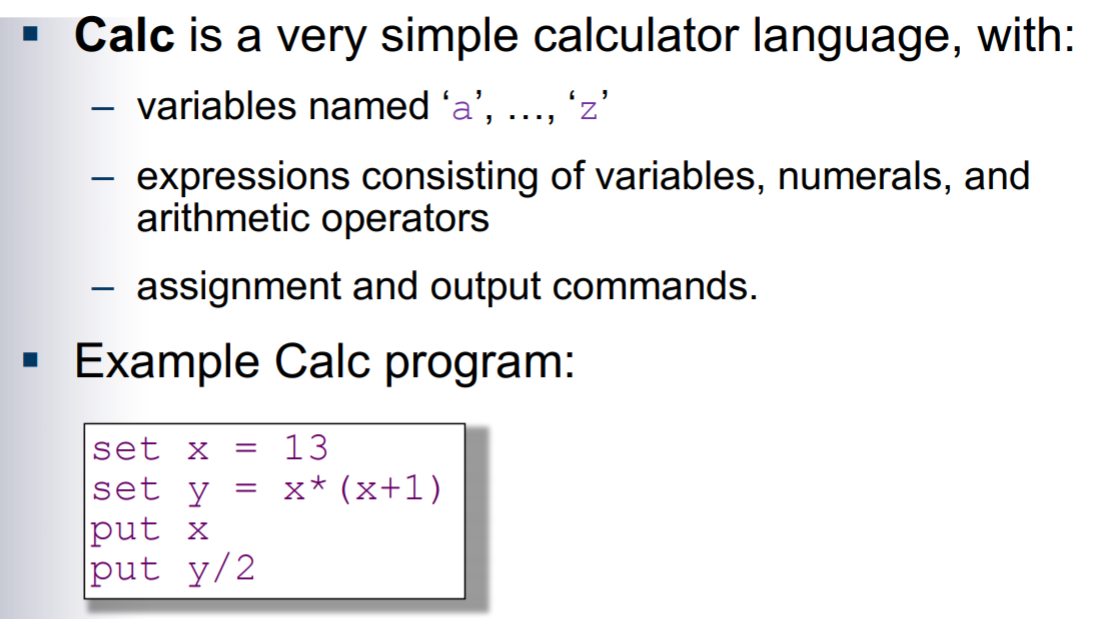 ▪ Calc is a very simple calculator language, with:
– variables named ‘a’, …, ‘z’
– expressions consisting of variables, numerals, and
arithmetic operators
– assignment and output commands.
▪ Example Calc program:
set x = 13
set y = x*(x+1)
put x
put y/2